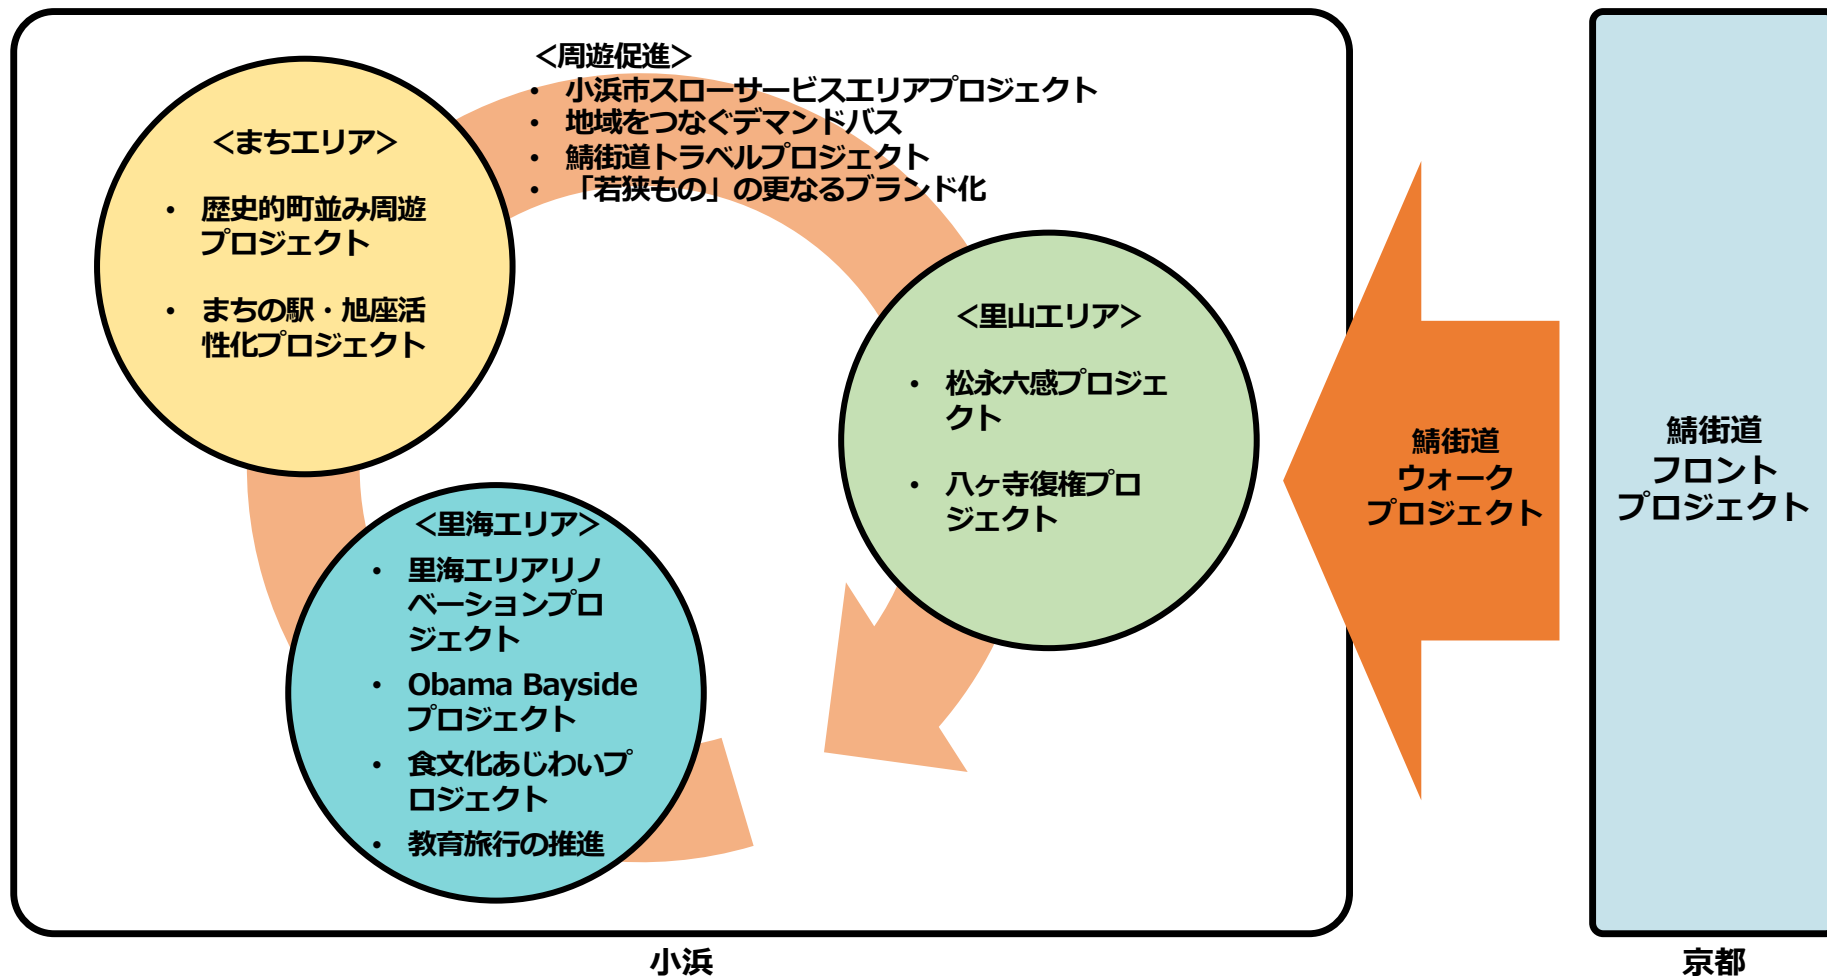 ＜周遊促進＞
・ 小浜市スローサービスエリアプロジェクト
・ 地域をつなぐデマンドバス
・ 鯖街道トラベルプロジェクト
・ 「若狭もの」の更なるブランド化
＜まちエリア＞
・ 歴史的町並み周遊
プロジェクト
・ まちの駅・旭座活
性化プロジェクト
＜里山エリア＞
・ 松永六感プロジェ
クト
・ 八ヶ寺復権プロ
ジェクト
＜里海エリア＞
・ 里海エリアリノ
ベーションプロ
ジェクト
・ Obama Bayside
プロジェクト
・ 食文化あじわいプ
ロジェクト
・ 教育旅行の推進
鯖街道
ウォーク
プロジェクト
鯖街道
フロント
プロジェクト
小浜
京都